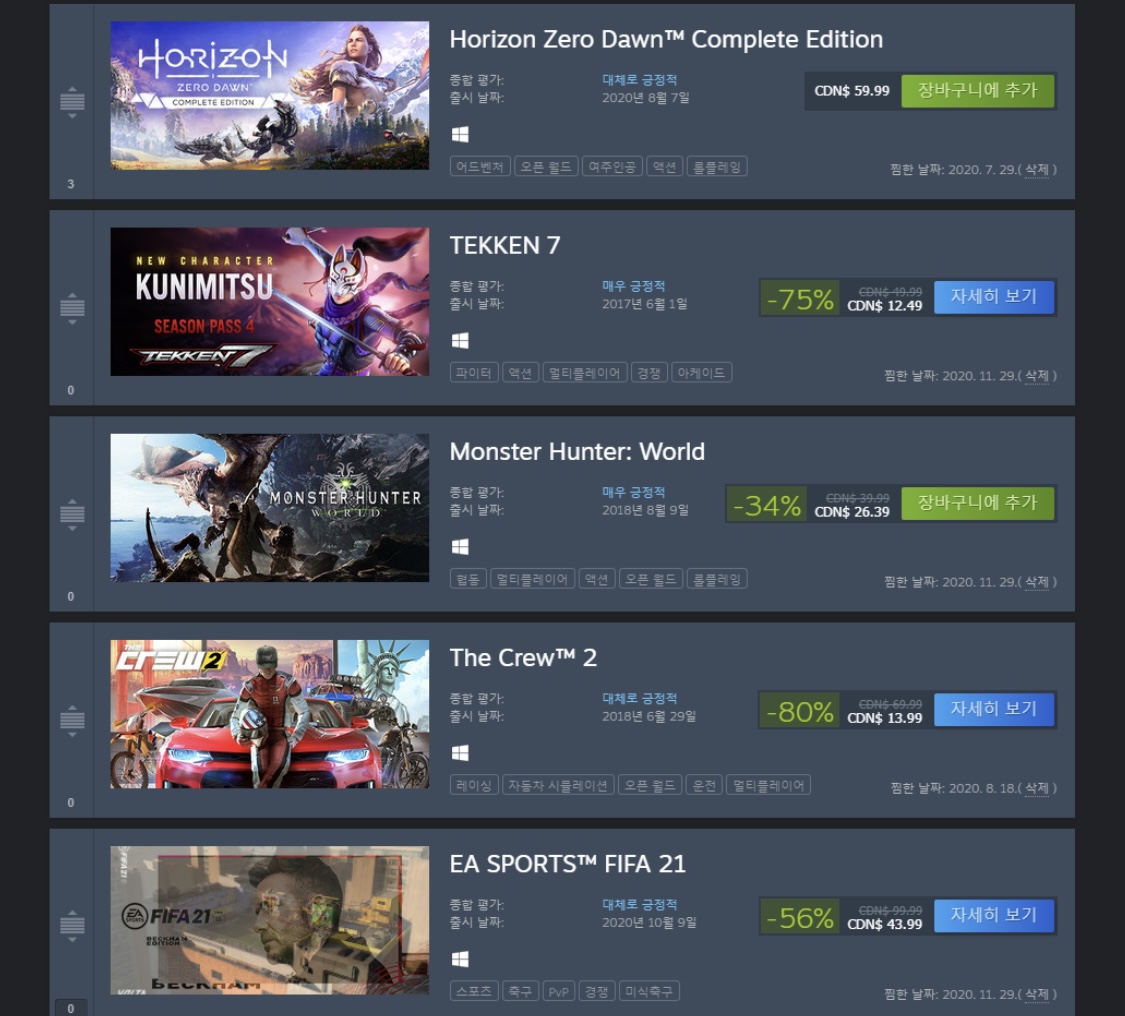 HORIZON
ZERO DAWN
COMPLETE EDITION
Horizon Zero Dawn™ Complete Edition
종합 평가: 대체로 긍정적
출시 날짜: 2020년 8월 7일
CDN$ 59.99 장바구니에 추가
어드벤처 오픈 월드 여주인공 액션 롤플레잉
찜한 날짜: 2020. 7. 29.( 삭제 )
3
NEW CHARACTER
KUNIMITSU
SEASON PASS 4
TEKKEN 7
TEKKEN 7
종합 평가: 매우 긍정적
출시 날짜: 2017년 6월 1일
-75% CDN$ 49.99
CDN$ 12.49 자세히 보기
파이터 액션 멀티플레이어 경쟁 아케이드
찜한 날짜: 2020. 11. 29.( 삭제 )
0
MONSTER HUNTER
WORLD
Monster Hunter: World
종합 평가: 매우 긍정적
출시 날짜: 2018년 8월 9일
-34% CDN$ 39.99
CDN$ 26.39 장바구니에 추가
협동 멀티플레이어 액션 오픈 월드 롤플레잉
찜한 날짜: 2020. 11. 29.( 삭제 )
0
THE
CREW 2
The Crew™ 2
종합 평가: 대체로 긍정적
출시 날짜: 2018년 6월 29일
-80% CDN$ 69.99
CDN$ 13.99 자세히 보기
레이싱 자동차 시뮬레이션 오픈 월드 운전 멀티플레이어
찜한 날짜: 2020. 8. 18.( 삭제 )
0
FIFA 21
EA SPORTS FIFA 21
BECKHAM
EDITION
BECKHAM
VOLTA
EA SPORTS™ FIFA 21
종합 평가: 대체로 긍정적
출시 날짜: 2020년 10월 9일
-56% CDN$ 99.99
CDN$ 43.99 자세히 보기
스포츠 축구 PvP 경쟁 미식축구
찜한 날짜: 2020. 11. 29.( 삭제 )
0